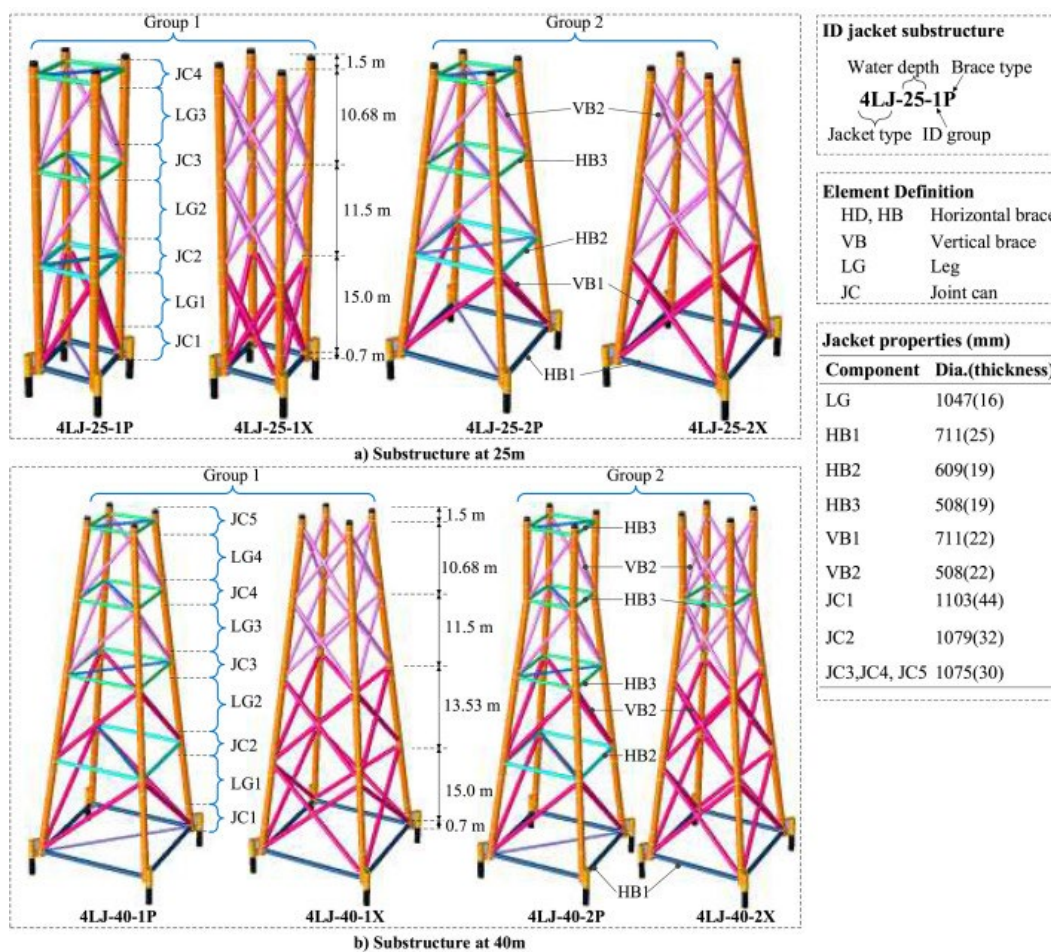 Group 1
Group 2
JC4
LG3
JC3
LG2
JC2
LG1
JC1
1.5 m
10.68 m
11.5 m
15.0 m
0.7 m
VB2
HB3
HB2
VB1
HB1
4LJ-25-1P
4LJ-25-1X
4LJ-25-2P
4LJ-25-2X
a) Substructure at 25m
Group 1
Group 2
JC5
LG4
JC4
LG3
JC3
LG2
JC2
LG1
JC1
1.5 m
10.68 m
11.5 m
13.53 m
15.0 m
0.7 m
HB3
VB2
HB3
HB3
VB2
HB2
HB1
4LJ-40-1P
4LJ-40-1X
4LJ-40-2P
4LJ-40-2X
b) Substructure at 40m
ID jacket substructure
Water depth Brace type
4LJ-25-1P
Jacket type ID group
Element Definition
HD, HB Horizontal brace
VB Vertical brace
LG Leg
JC Joint can
Jacket properties (mm)
Component Dia.(thickness)
LG 1047(16)
HB1 711(25)
HB2 609(19)
HB3 508(19)
VB1 711(22)
VB2 508(22)
JC1 1103(44)
JC2 1079(32)
JC3,JC4, JC5 1075(30)